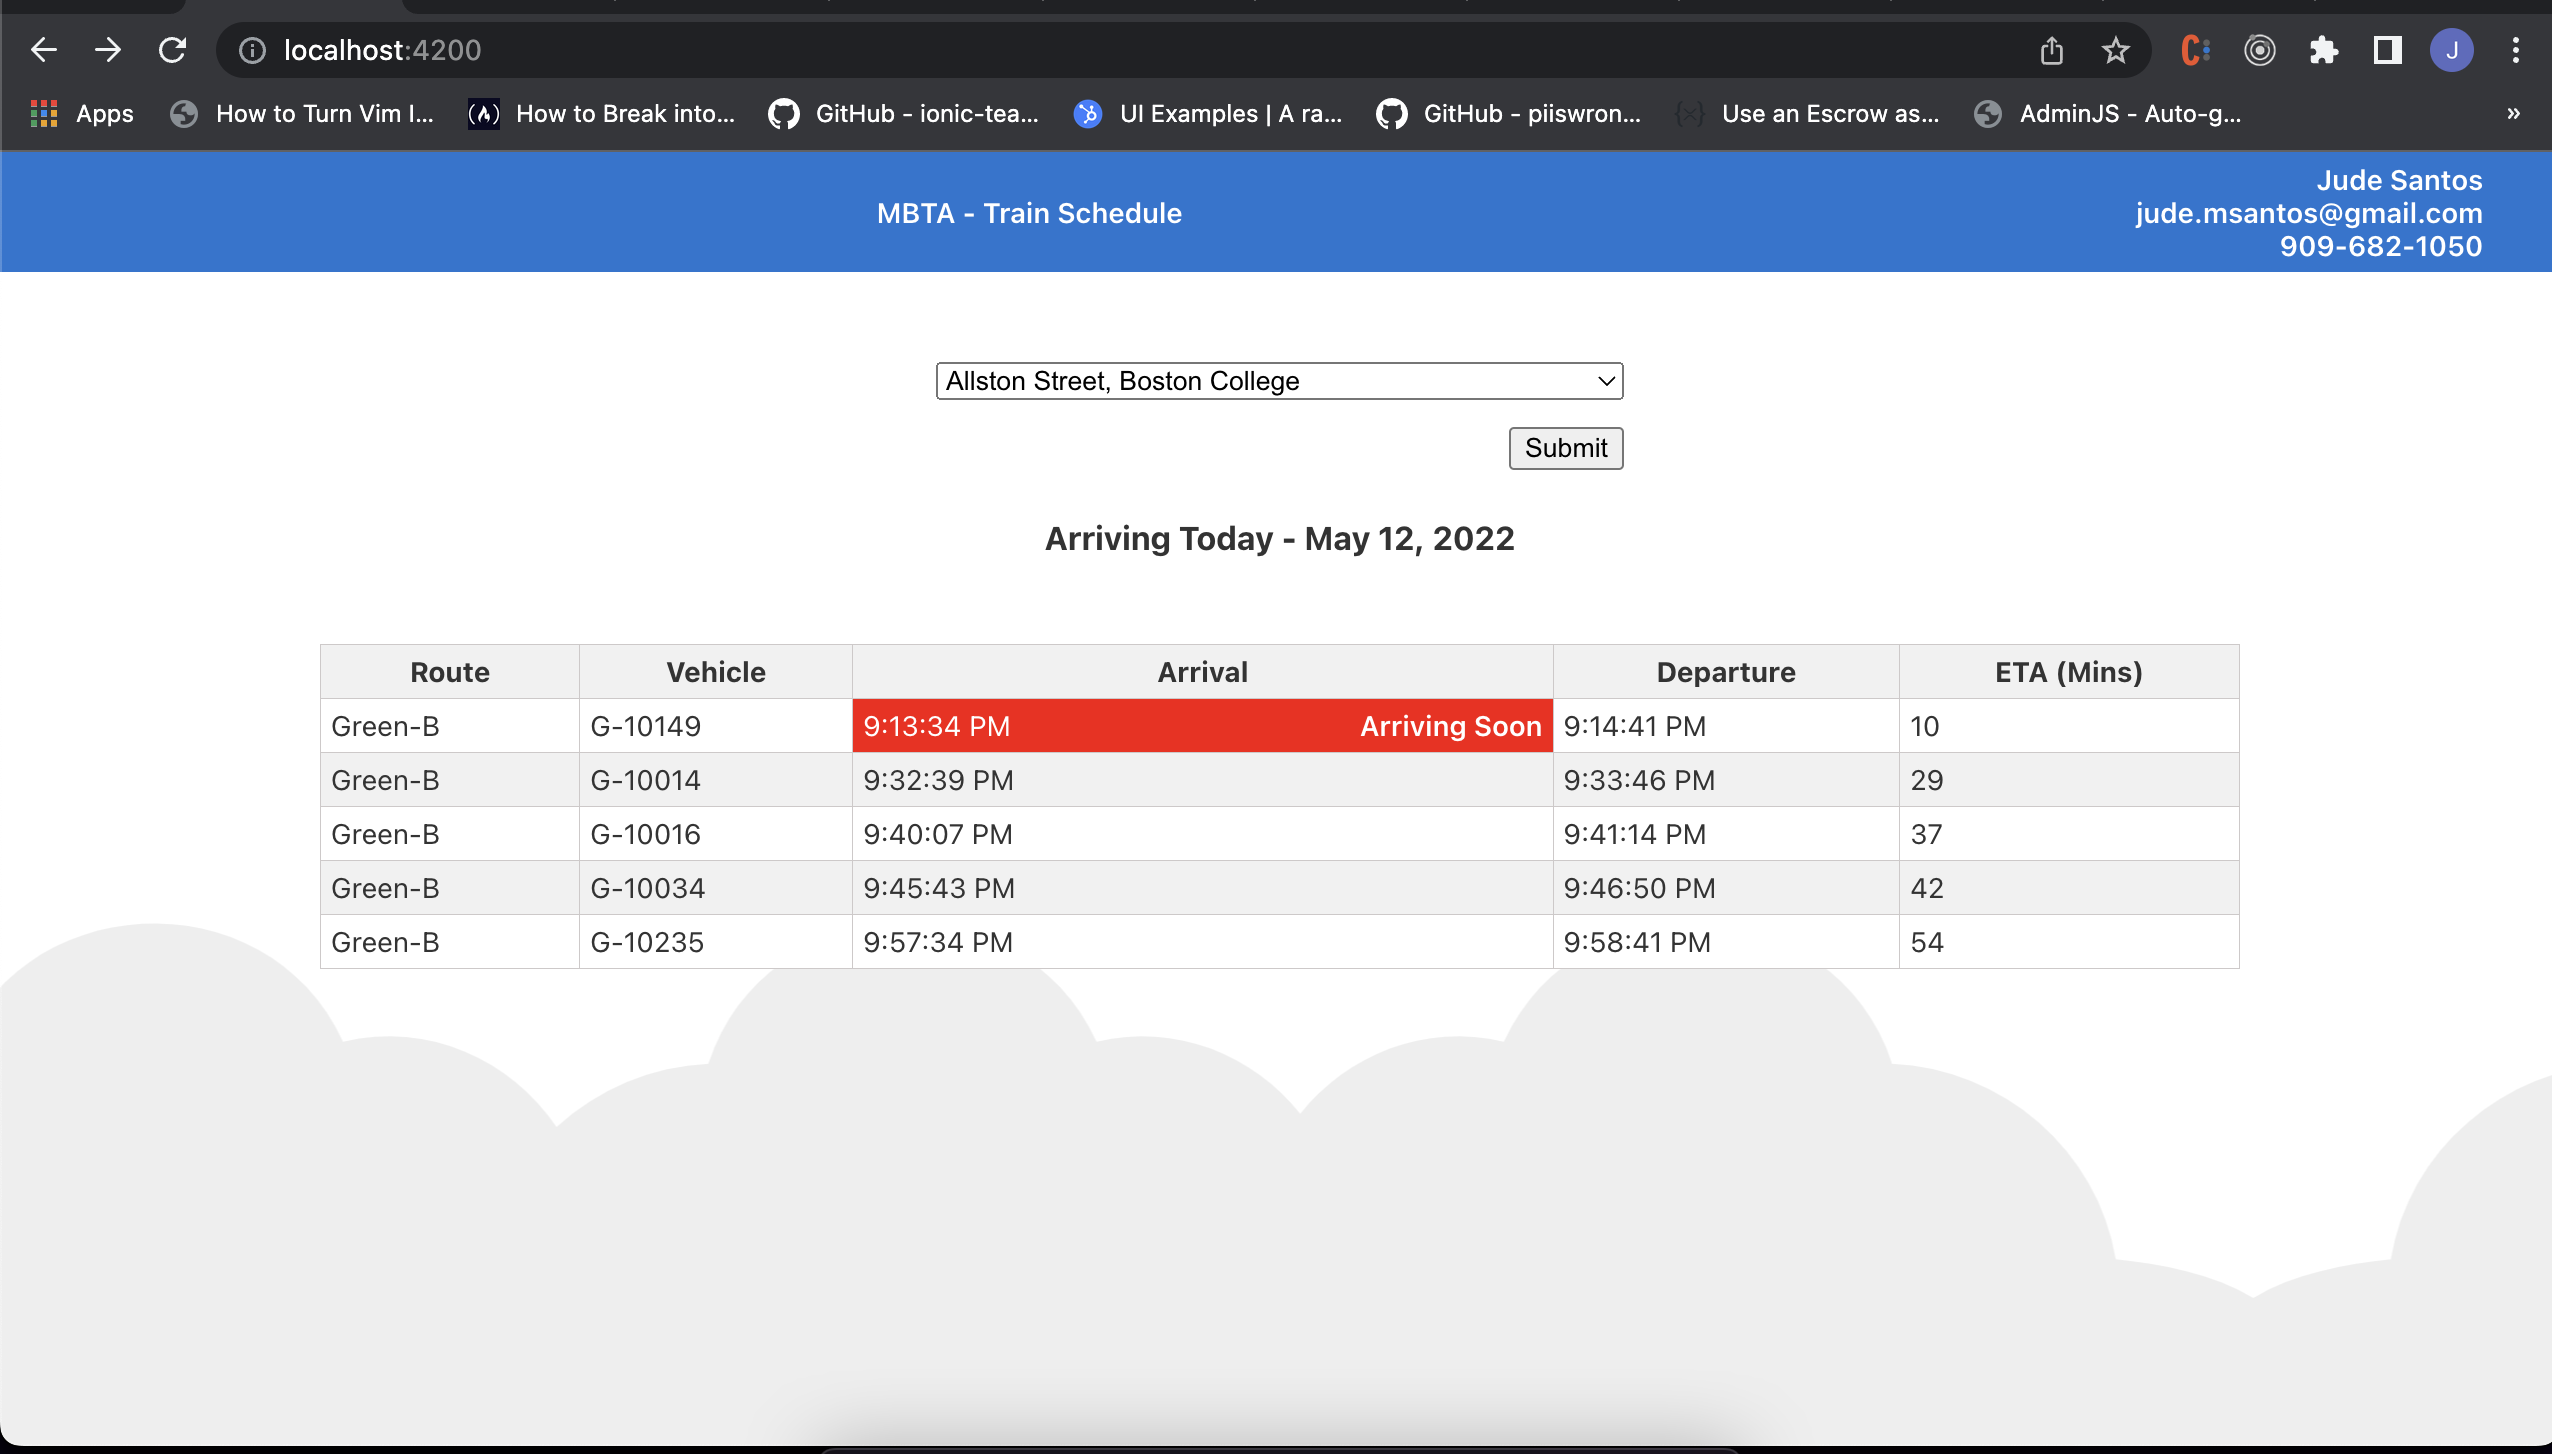 localhost:4200
J
Apps How to Turn Vim I... (/\) How to Break into... GitHub - ionic-tea... UI Examples | A ra... GitHub - piiswron... {×} Use an Escrow as... AdminJS - Auto-g... »
MBTA - Train Schedule
Jude Santos
jude.msantos@gmail.com
909-682-1050
Allston Street, Boston College
Submit
Arriving Today - May 12, 2022
Route Vehicle Arrival Departure ETA (Mins)
Green-B G-10149 9:13:34 PM Arriving Soon 9:14:41 PM 10
Green-B G-10014 9:32:39 PM 9:33:46 PM 29
Green-B G-10016 9:40:07 PM 9:41:14 PM 37
Green-B G-10034 9:45:43 PM 9:46:50 PM 42
Green-B G-10235 9:57:34 PM 9:58:41 PM 54